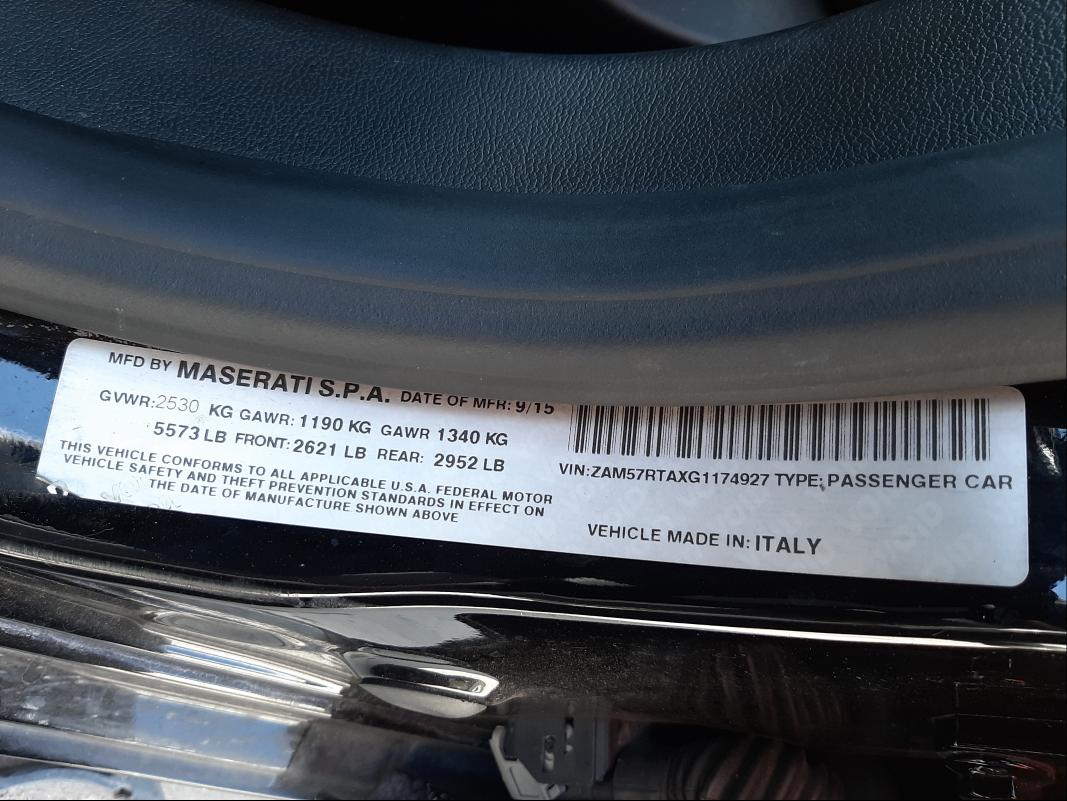 MFD BY MASERATI S.P.A. DATE OF MFR: 9/15
GVWR:2530 KG GAWR: 1190 KG GAWR 1340 KG
5573 LB FRONT: 2621 LB REAR: 2952 LB
THIS VEHICLE CONFORMS TO ALL APPLICABLE U.S.A. FEDERAL MOTOR
VEHICLE SAFETY AND THEFT PREVENTION STANDARDS IN EFFECT ON
THE DATE OF MANUFACTURE SHOWN ABOVE
VIN:ZAM57RTAXG1174927 TYPE: PASSENGER CAR
VEHICLE MADE IN: ITALY